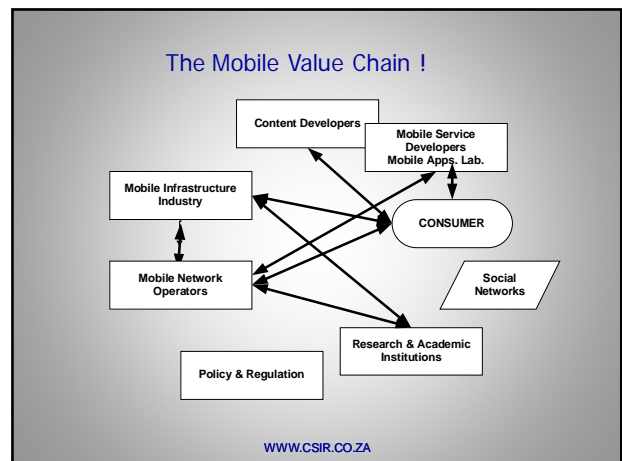 The Mobile Value Chain !
Content Developers
Mobile Service
Developers
Mobile Apps. Lab.
Mobile Infrastructure
Industry
CONSUMER
Mobile Network
Operators
Social
Networks
Research & Academic
Institutions
Policy & Regulation
WWW.CSIR.CO.ZA